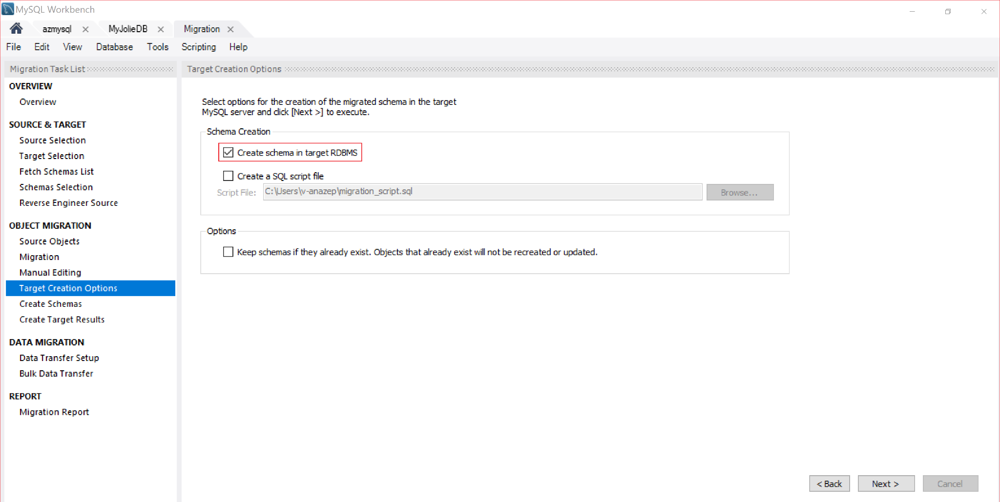 MySQL Workbench
azmysql
MyJolieDB
Migration
File Edit View Database Tools Scripting Help
Migration Task List
OVERVIEW
Overview
SOURCE & TARGET
Source Selection
Target Selection
Fetch Schemas List
Schemas Selection
Reverse Engineer Source
OBJECT MIGRATION
Source Objects
Migration
Manual Editing
Target Creation Options
Create Schemas
Create Target Results
DATA MIGRATION
Data Transfer Setup
Bulk Data Transfer
REPORT
Migration Report
Target Creation Options
Select options for the creation of the migrated schema in the target
MySQL server and click [Next >] to execute.
Schema Creation
Create schema in target RDBMS
Create a SQL script file
Script File: C:\Users\v-anazep\migration_script.sql Browse...
Options
Keep schemas if they already exist. Objects that already exist will not be recreated or updated.
< Back Next > Cancel